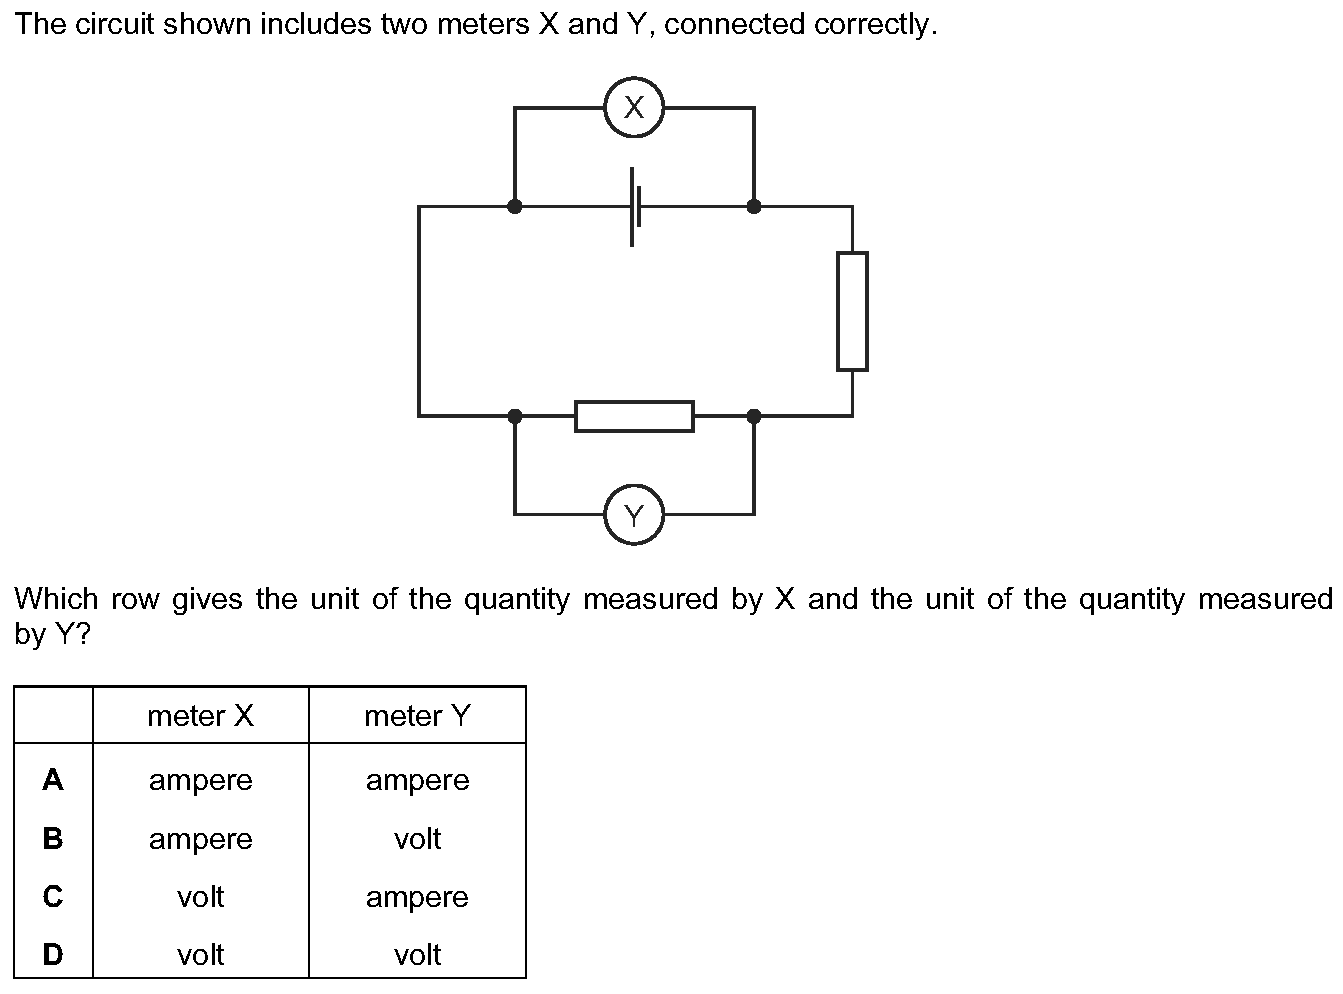 The circuit shown includes two meters X and Y, connected correctly.
X
Y
Which row gives the unit of the quantity measured by X and the unit of the quantity measured
by Y?
meter X meter Y
A ampere ampere
B ampere volt
C volt ampere
D volt volt